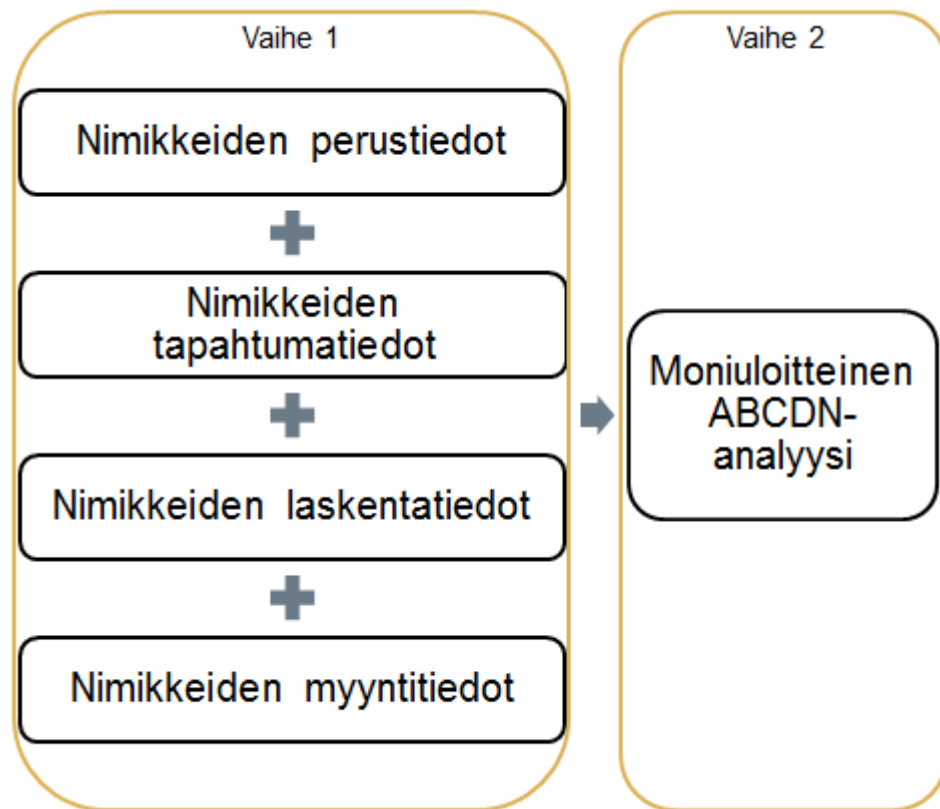 Vaihe 1
Nimikkeiden perustiedot
Nimikkeiden
tapahtumatiedot
Nimikkeiden laskentatiedot
Nimikkeiden myyntitiedot
Vaihe 2
Moniuloitteinen
ABCDN-
analyysi